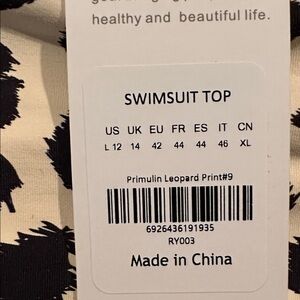 healthy and beautiful life.
SWIMSUIT TOP
US UK EU FR ES IT CN
L 12 14 42 44 44 46 XL
Primulin Leopard Print#9
6926436191935
RY003
Made in China